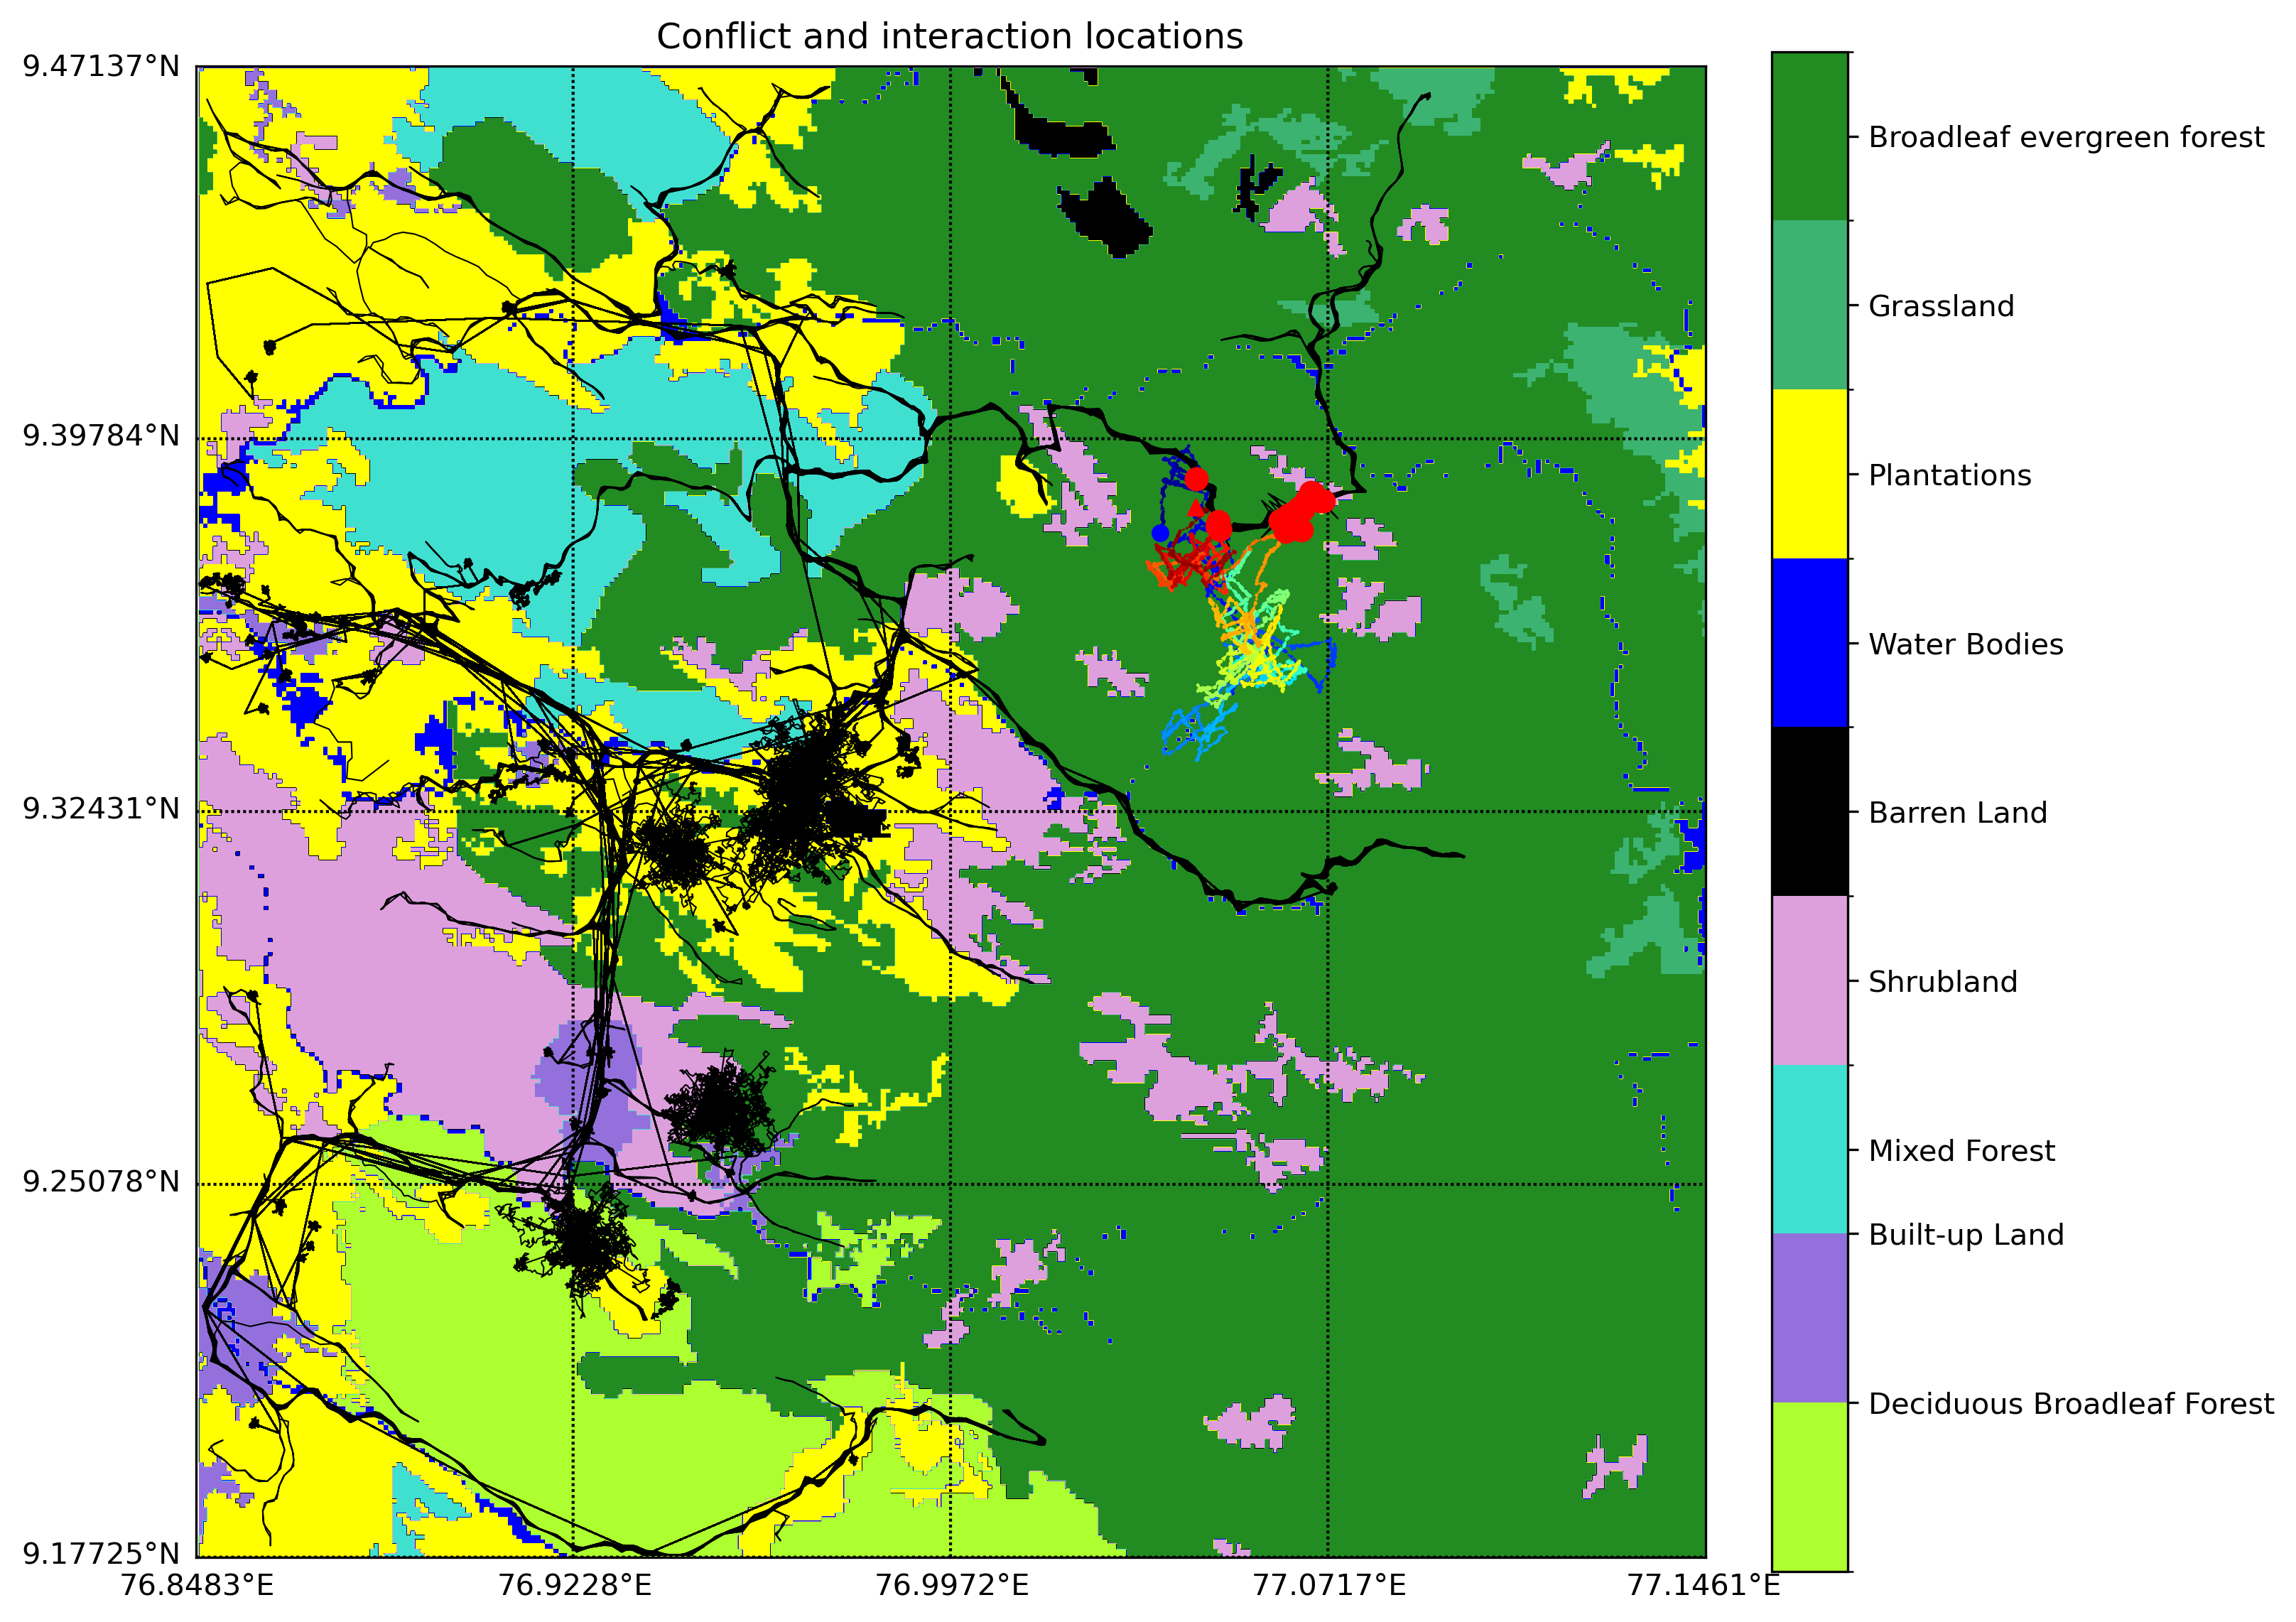 Conflict and interaction locations
9.47137°N
9.39784°N
9.32431°N
9.25078°N
9.17725°N
76.8483°E
76.9228°E
76.9972°E
77.0717°E
77.1461°E
Broadleaf evergreen forest
Grassland
Plantations
Water Bodies
Barren Land
Shrubland
Mixed Forest
Built-up Land
Deciduous Broadleaf Forest